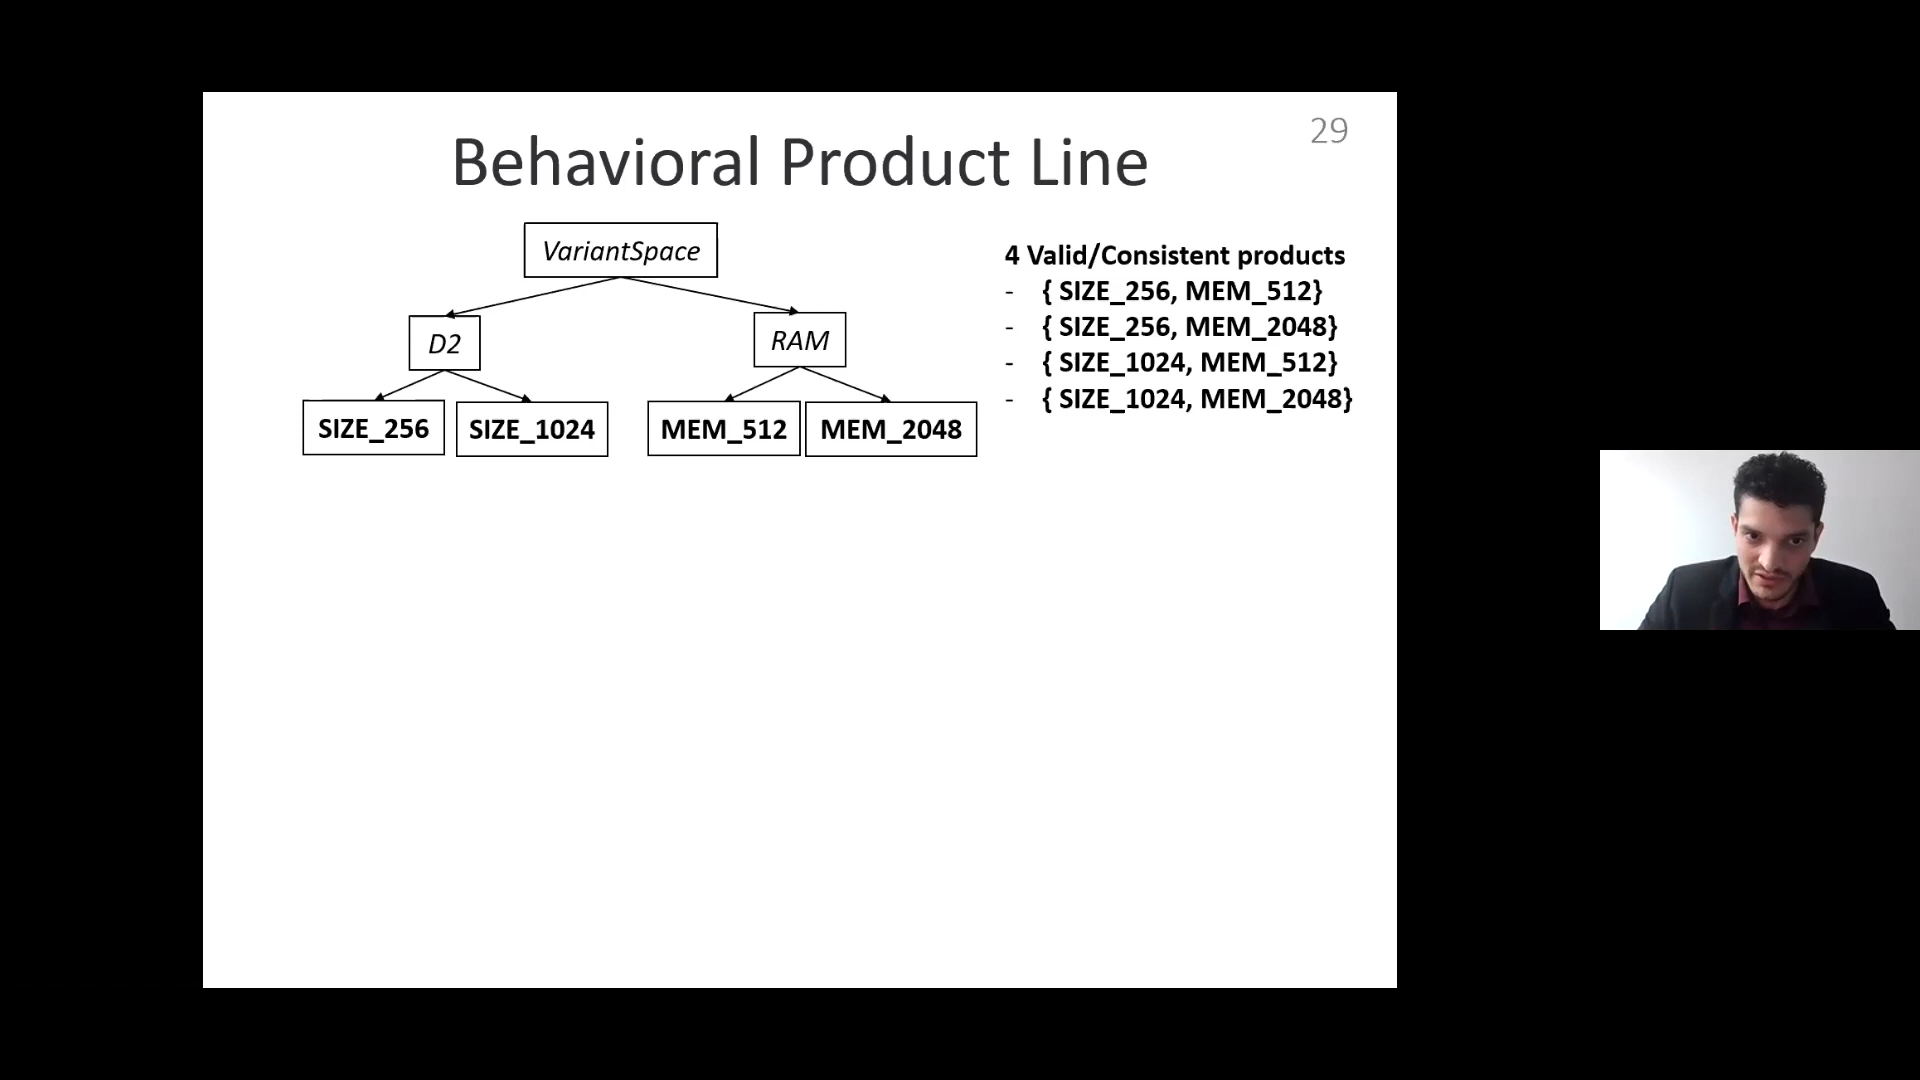 29
Behavioral Product Line
VariantSpace
D2
RAM
SIZE_256
SIZE_1024
MEM_512
MEM_2048
4 Valid/Consistent products
- { SIZE_256, MEM_512}
- { SIZE_256, MEM_2048}
- { SIZE_1024, MEM_512}
- { SIZE_1024, MEM_2048}